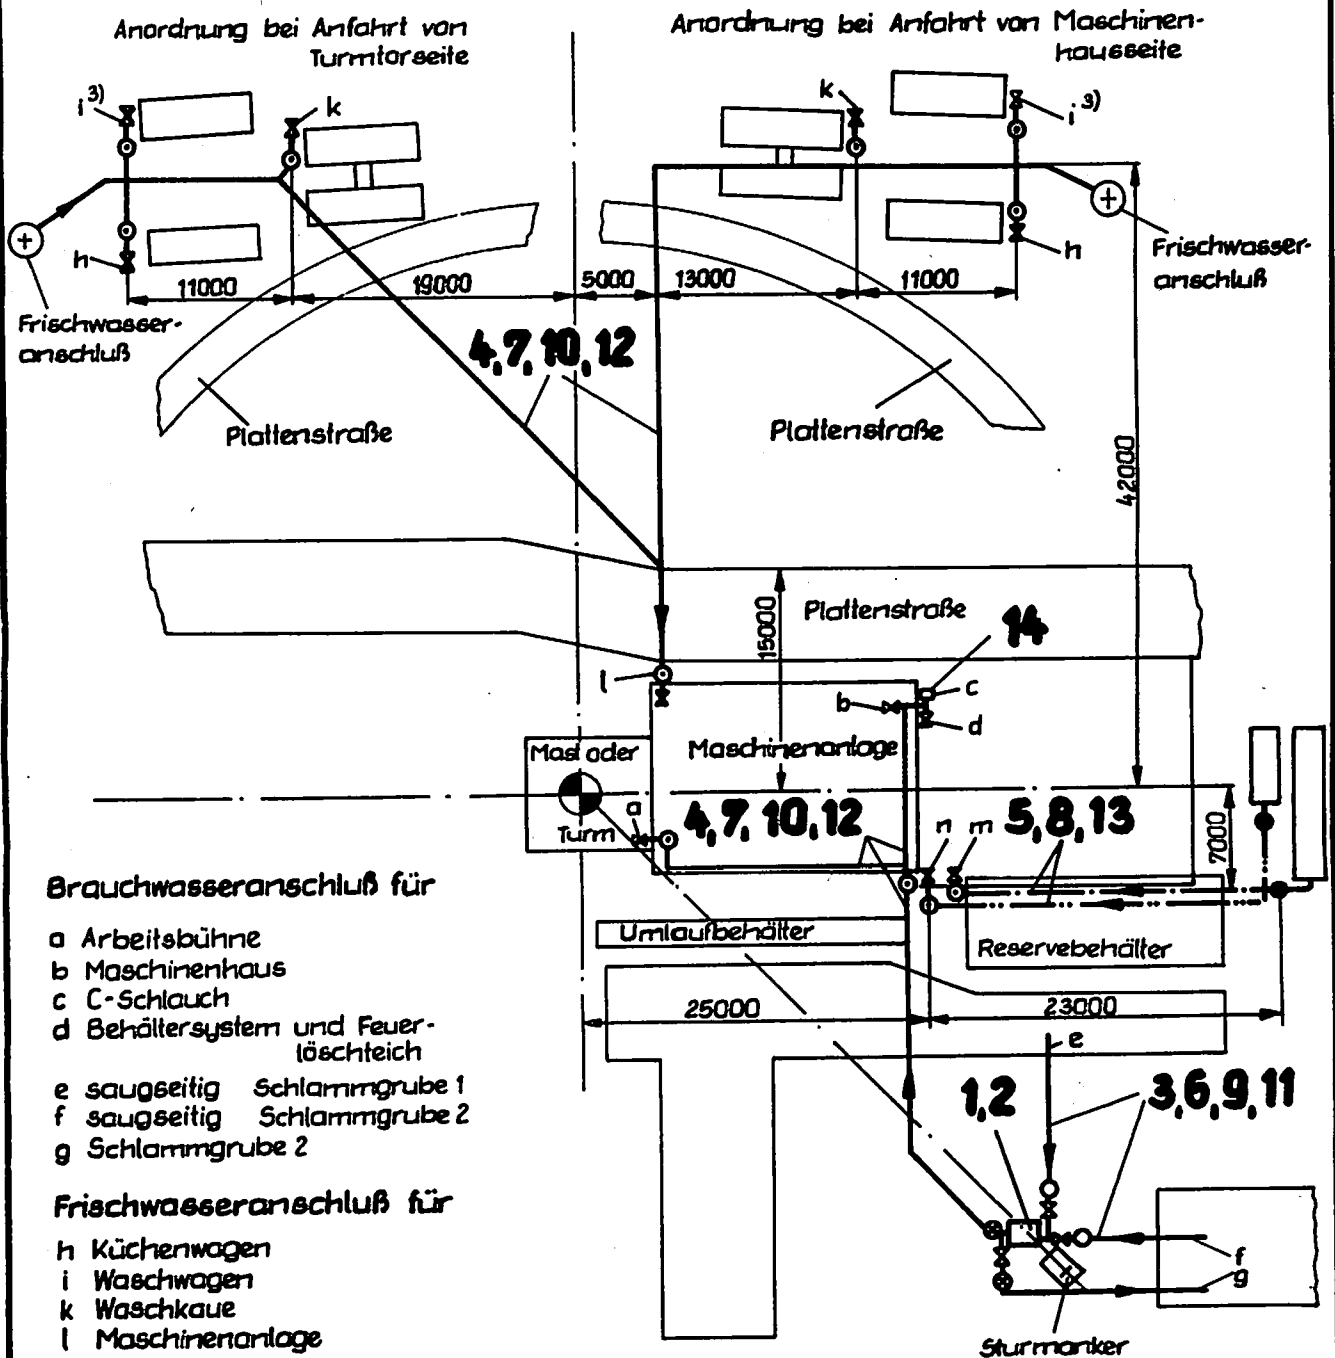 Anordnung bei Anfahrt von
Turmtorseite
Anordnung bei Anfahrt von Maschinen-
hausseite
i 3)
k
k
i 3)
h
h
Frischwasser-
anschluß
Frischwasser-
anschluß
11000
19000
5000
13000
11000
4,7,10,12
Plattenstraße
Plattenstraße
42000
15000
Plattenstraße
14
l
b
c
d
Mast oder
Turm
Maschinenanlage
a
4,7,10,12
n
m
5,8,13
7000
Umlaufbehälter
Reservebehälter
25000
23000
e
1,2
3,6,9,11
f
g
Sturmanker
Brauchwasseranschluß für
a Arbeitsbühne
b Maschinenhaus
c C-Schlauch
d Behältersystem und Feuer-
löschteich
e saugseitig Schlammgrube 1
f saugseitig Schlammgrube 2
g Schlammgrube 2
Frischwasseranschluß für
h Küchenwagen
i Waschwagen
k Waschkaue
l Maschinenanlage